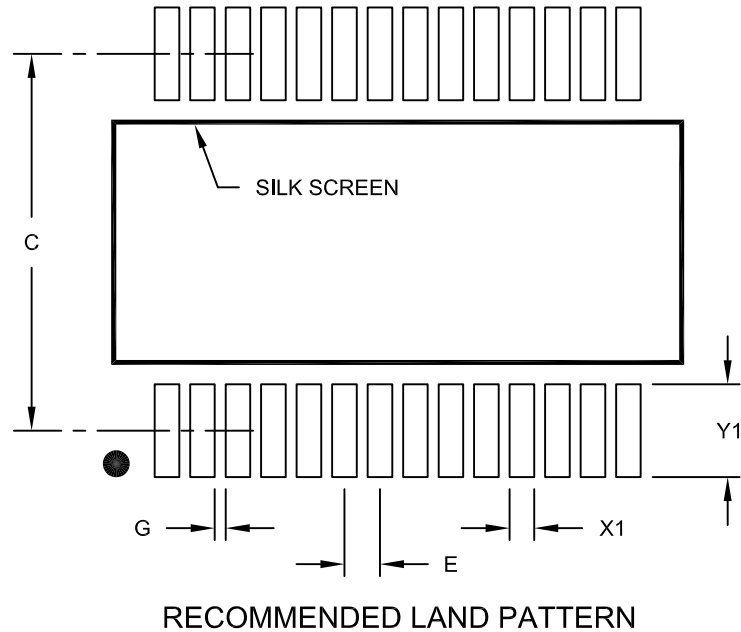 SILK SCREEN
C
Y1
G
X1
E
RECOMMENDED LAND PATTERN